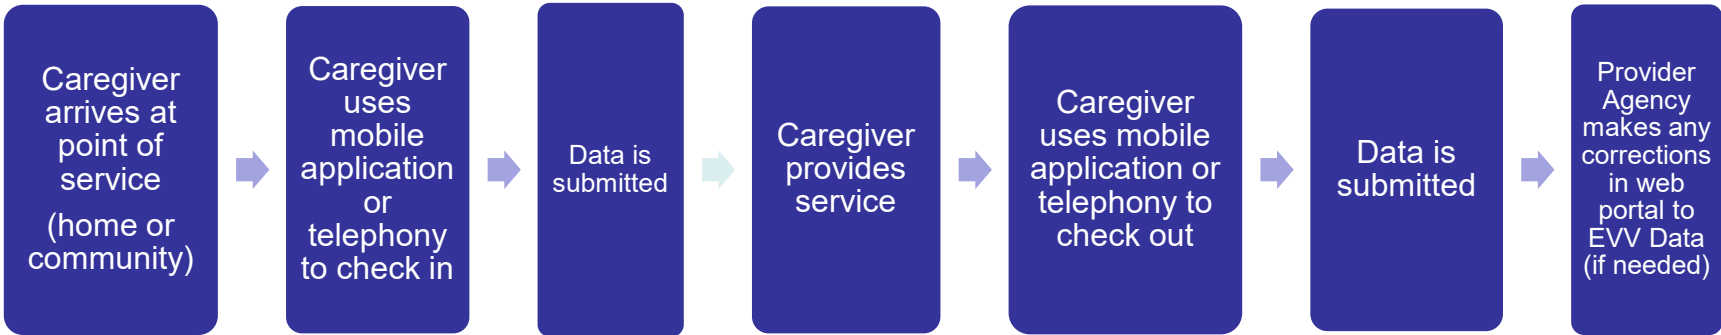 Caregiver
arrives at
point of
service
(home or
community)
Caregiver
uses
mobile
application
or
telephony
to check in
Data is
submitted
Caregiver
provides
service
Caregiver
uses mobile
application or
telephony to
check out
Data is
submitted
Provider
Agency
makes any
corrections
in web
portal to
EVV Data
(if needed)